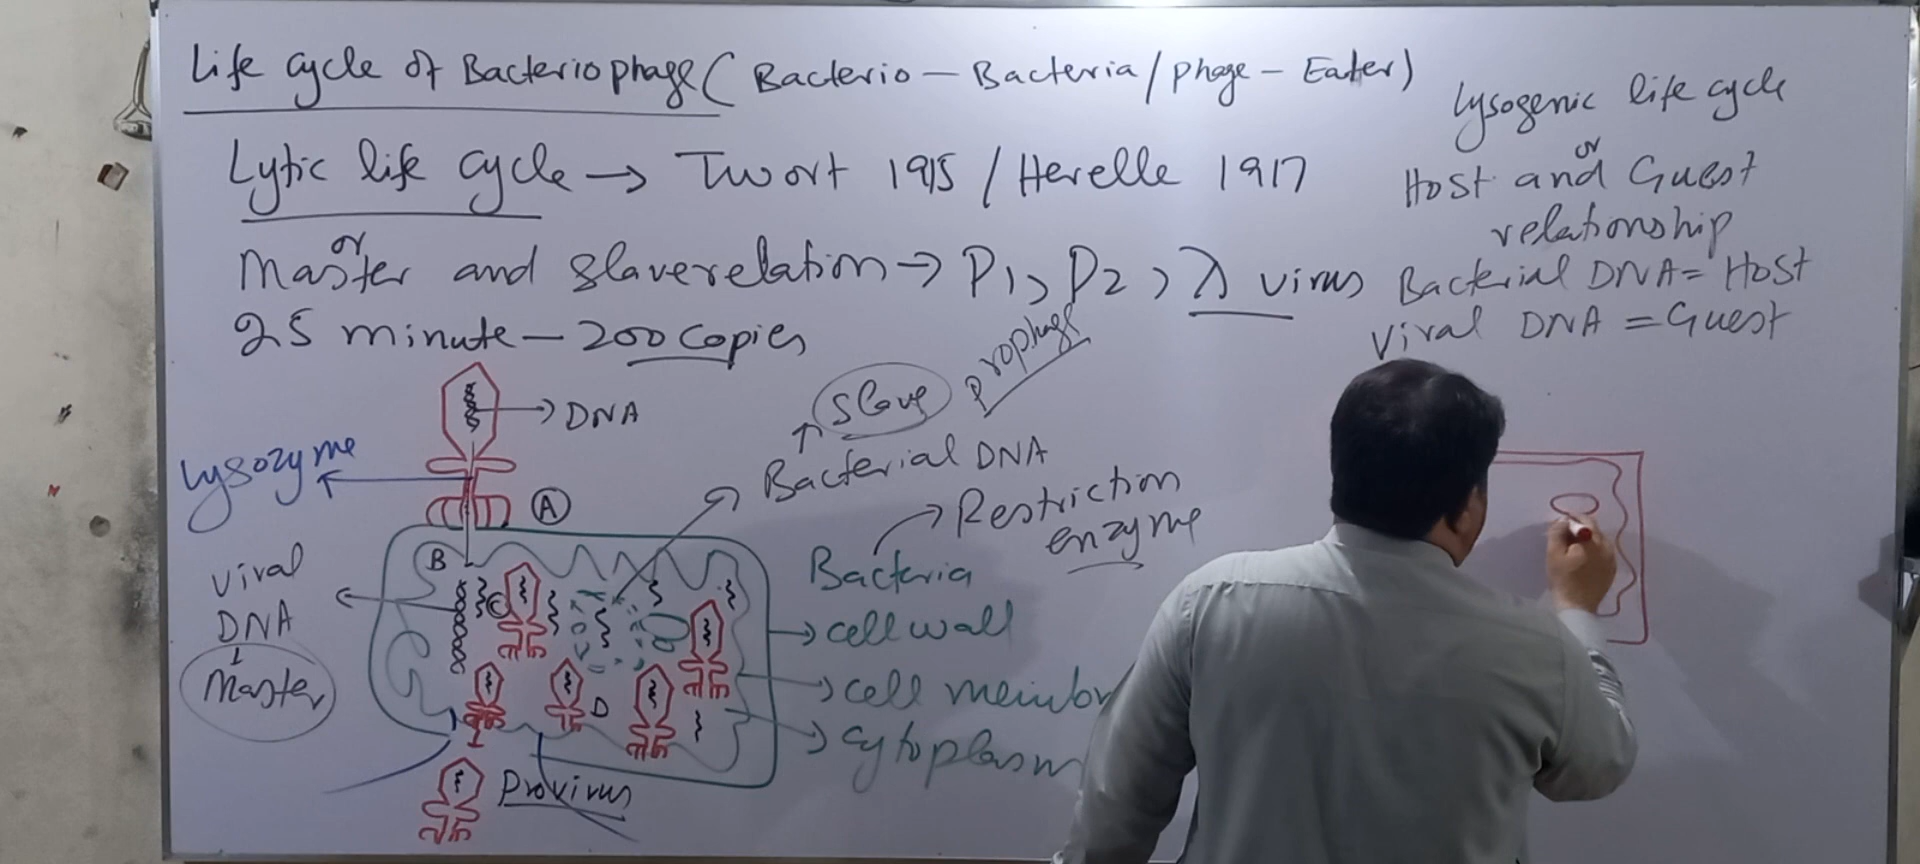 Life cycle of Bacteriophage ( Bacterio - Bacteria / phage - Eater )
Lytic life cycle → Twort 1915 / Herelle 1917
or
Master and slave relation → P1, P2, λ virus
25 minute - 200 copies
Lysogenic life cycle
or
Host and Guest
relationship
Bacterial DNA = Host
Viral DNA = Guest
DNA
Slave
prophage
Lysozyme
A
Bacterial DNA
Restriction
enzyme
B
Viral
DNA
Master
C
D
Bacteria
cell wall
cell membr
cytoplasm
Provirus